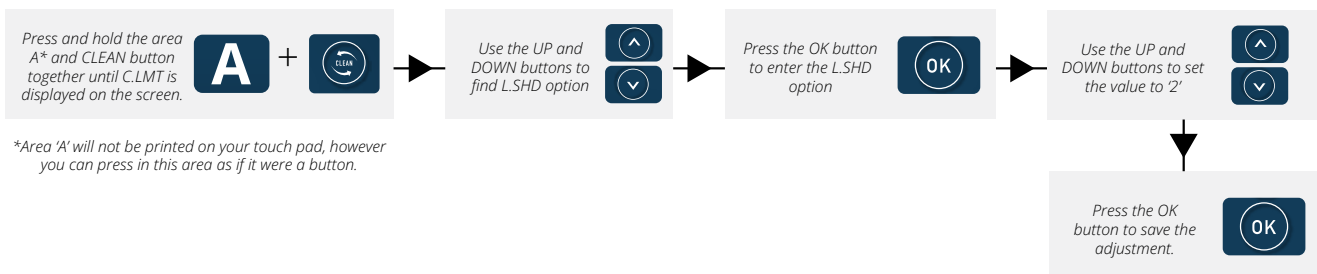 Press and hold the area
A* and CLEAN button
together until C.LMT is
displayed on the screen.
A
+
CLEAN
Use the UP and
DOWN buttons to
find L.SHD option
Press the OK button
to enter the L.SHD
option
OK
Use the UP and
DOWN buttons to set
the value to ‘2’
*Area ‘A’ will not be printed on your touch pad, however
you can press in this area as if it were a button.
Press the OK
button to save the
adjustment.
OK